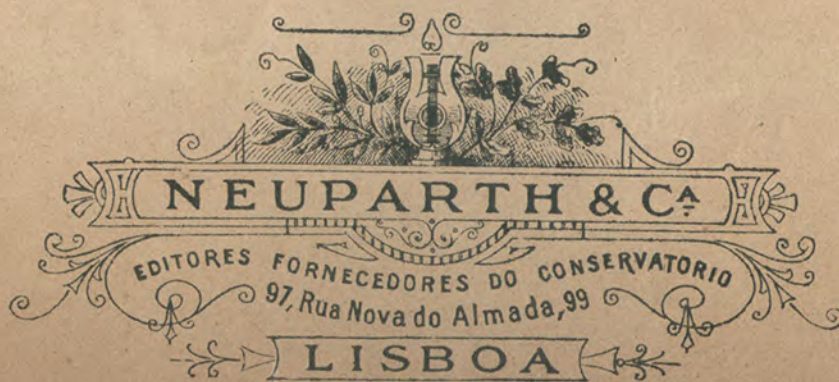 NEUPARTH & Cᴬ
EDITORES FORNECEDORES DO CONSERVATORIO
97, Rua Nova do Almada, 99
LISBOA